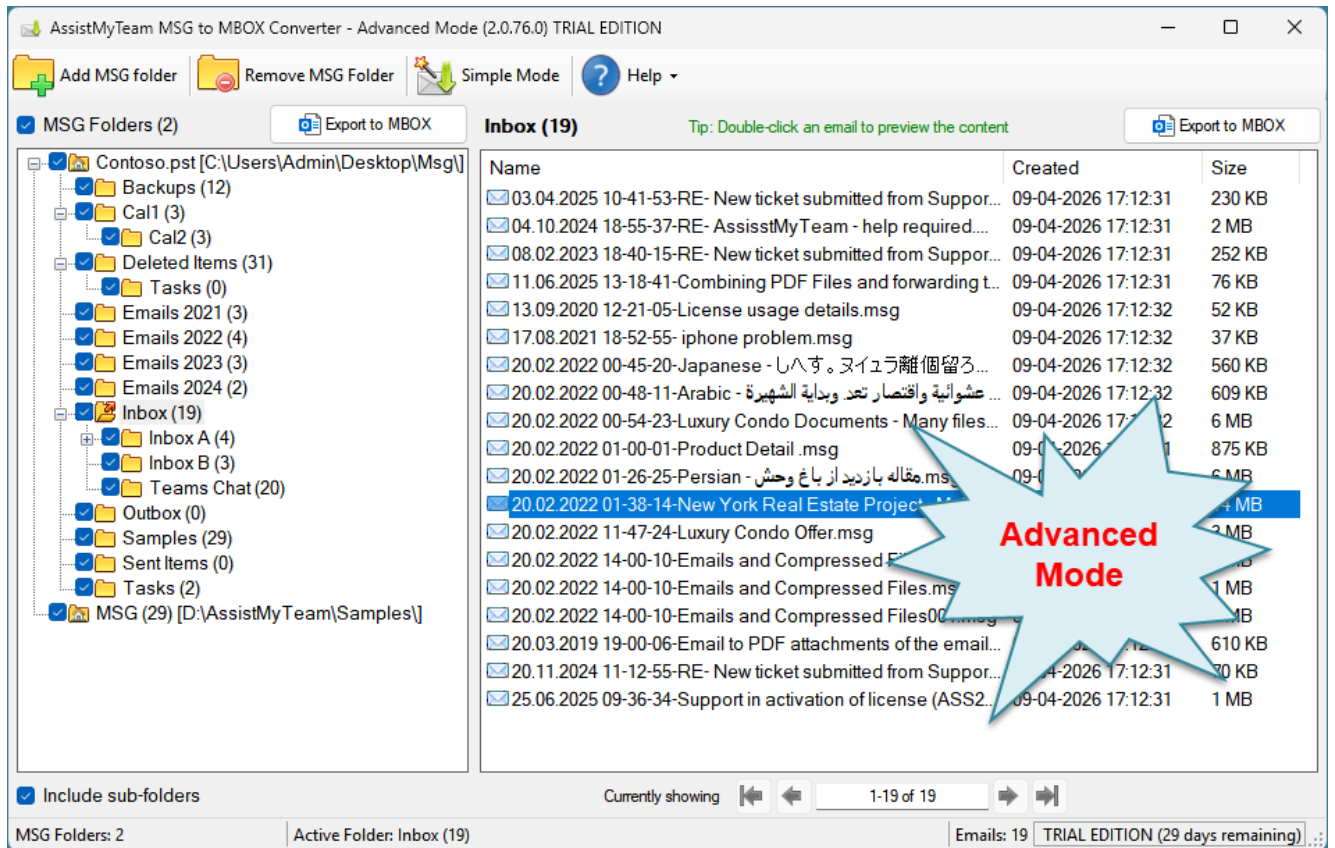 AssistMyTeam MSG to MBOX Converter - Advanced Mode (2.0.76.0) TRIAL EDITION
Add MSG folder Remove MSG Folder Simple Mode ? Help
MSG Folders (2) Export to MBOX
Contoso.pst [C:\Users\Admin\Desktop\Msg\]
Backups (12)
Cal1 (3)
Cal2 (3)
Deleted Items (31)
Tasks (0)
Emails 2021 (3)
Emails 2022 (4)
Emails 2023 (3)
Emails 2024 (2)
Inbox (19)
Inbox A (4)
Inbox B (3)
Teams Chat (20)
Outbox (0)
Samples (29)
Sent Items (0)
Tasks (2)
MSG (29) [D:\AssistMyTeam\Samples\]
Include sub-folders
Inbox (19) Tip: Double-click an email to preview the content Export to MBOX
Name Created Size
03.04.2025 10-41-53-RE- New ticket submitted from Suppor... 09-04-2026 17:12:31 230 KB
04.10.2024 18-55-37-RE- AssisstMyTeam - help required.... 09-04-2026 17:12:31 2 MB
08.02.2023 18-40-15-RE- New ticket submitted from Suppor... 09-04-2026 17:12:31 252 KB
11.06.2025 13-18-41-Combining PDF Files and forwarding t... 09-04-2026 17:12:31 76 KB
13.09.2020 12-21-05-License usage details.msg 09-04-2026 17:12:32 52 KB
17.08.2021 18-52-55- iphone problem.msg 09-04-2026 17:12:32 37 KB
20.02.2022 00-45-20-Japanese - しへす。ヌイュラ離個留ろ... 09-04-2026 17:12:32 560 KB
20.02.2022 00-48-11-Arabic - عشوائية واقتصار تعد. وبداية الشهيرة ... 09-04-2026 17:12:32 609 KB
20.02.2022 00-54-23-Luxury Condo Documents - Many files... 09-04-2026 6 MB
20.02.2022 01-00-01-Product Detail .msg 875 KB
20.02.2022 01-26-25-Persian - مقاله بازدید از باغ وحش.ms 6 MB
20.02.2022 01-38-14-New York Real Estate Project MB
20.02.2022 11-47-24-Luxury Condo Offer.msg MB
20.02.2022 14-00-10-Emails and Compressed
20.02.2022 14-00-10-Emails and Compressed Files.ms 1 MB
20.02.2022 14-00-10-Emails and Compressed Files
20.03.2019 19-00-06-Email to PDF attachments of the email... 610 KB
20.11.2024 11-12-55-RE- New ticket submitted from Suppor... 17:12:31 KB
25.06.2025 09-36-34-Support in activation of license (ASS2... 09-04-2026 17:12:31 1 MB
Advanced
Mode
Currently showing 1-19 of 19
MSG Folders: 2 Active Folder: Inbox (19) Emails: 19 TRIAL EDITION (29 days remaining)